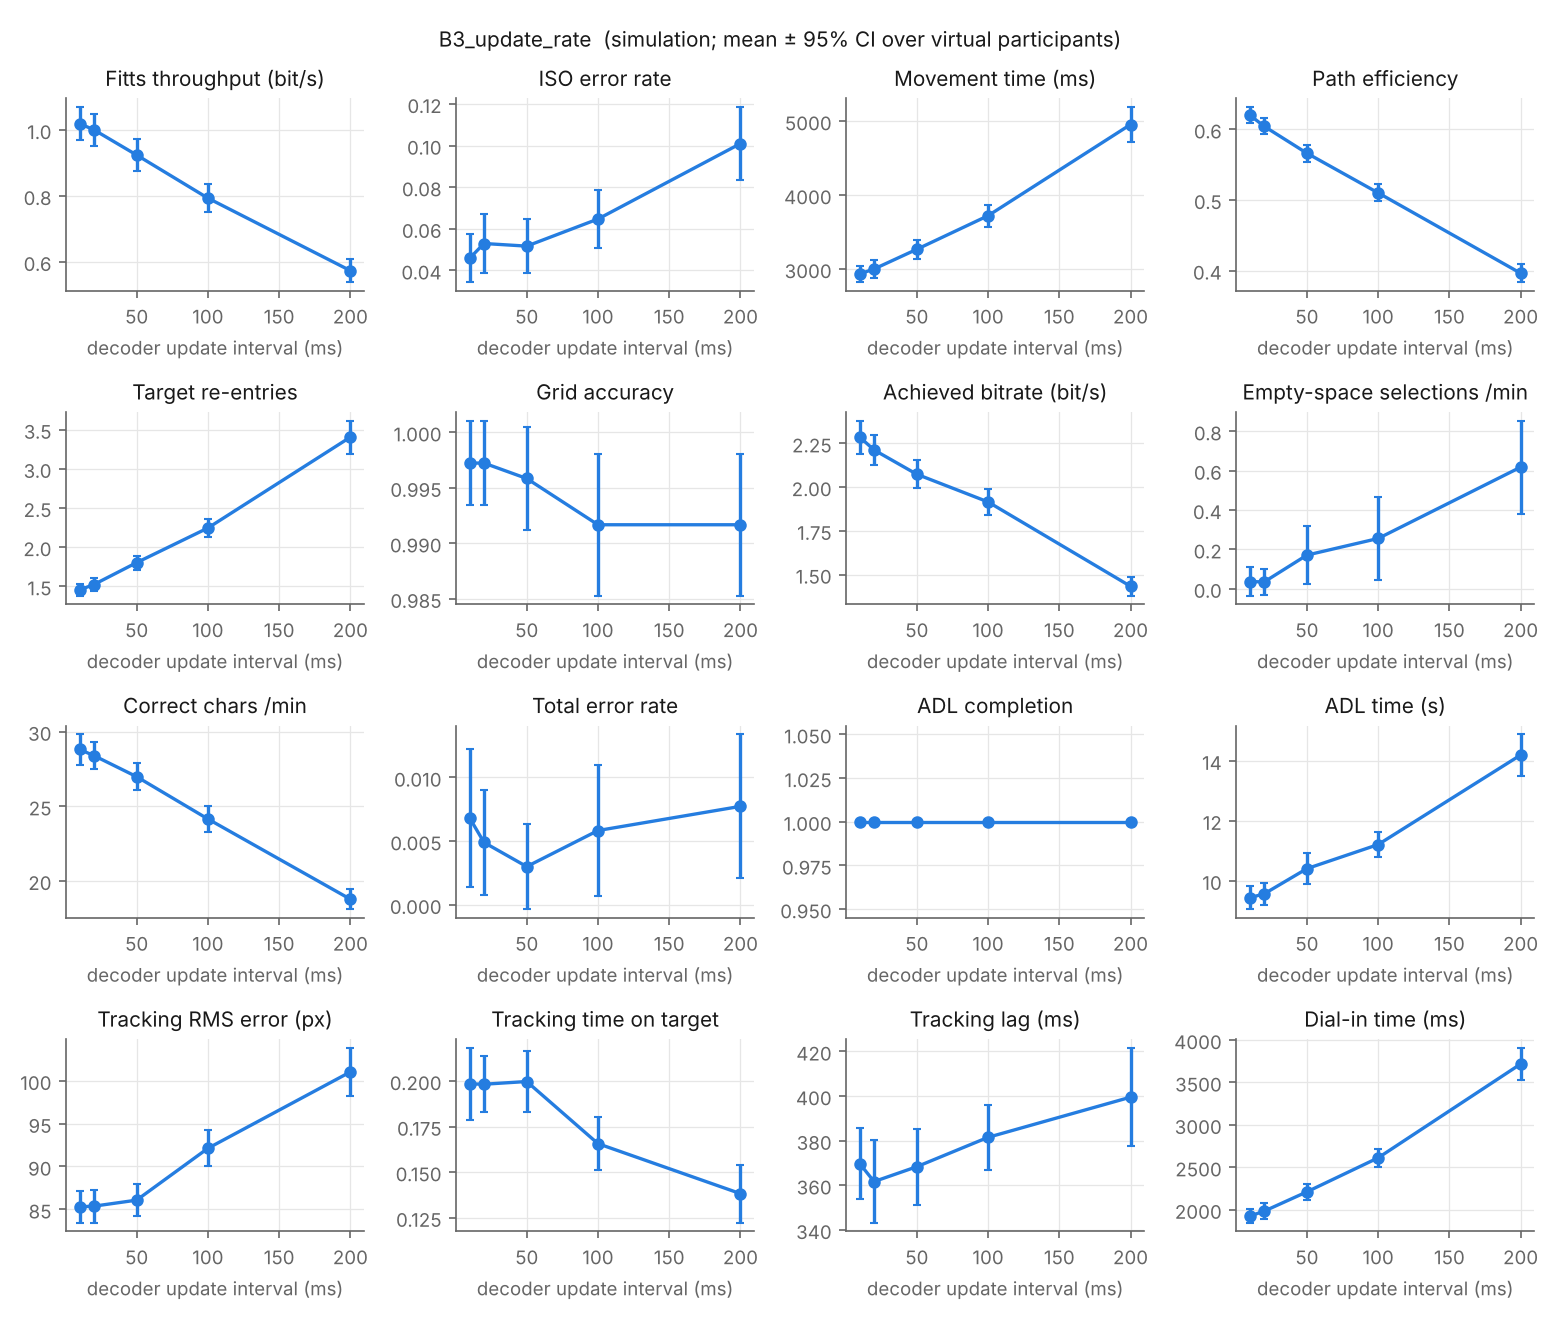 B3_update_rate  (simulation; mean ± 95% CI over virtual participants)
Fitts throughput (bit/s)
1.0
0.8
0.6
50 100 150 200
decoder update interval (ms)
ISO error rate
0.12
0.10
0.08
0.06
0.04
50 100 150 200
decoder update interval (ms)
Movement time (ms)
5000
4000
3000
50 100 150 200
decoder update interval (ms)
Path efficiency
0.6
0.5
0.4
50 100 150 200
decoder update interval (ms)
Target re-entries
3.5
3.0
2.5
2.0
1.5
50 100 150 200
decoder update interval (ms)
Grid accuracy
1.000
0.995
0.990
0.985
50 100 150 200
decoder update interval (ms)
Achieved bitrate (bit/s)
2.25
2.00
1.75
1.50
50 100 150 200
decoder update interval (ms)
Empty-space selections /min
0.8
0.6
0.4
0.2
0.0
50 100 150 200
decoder update interval (ms)
Correct chars /min
30
25
20
50 100 150 200
decoder update interval (ms)
Total error rate
0.010
0.005
0.000
50 100 150 200
decoder update interval (ms)
ADL completion
1.050
1.025
1.000
0.975
0.950
50 100 150 200
decoder update interval (ms)
ADL time (s)
14
12
10
50 100 150 200
decoder update interval (ms)
Tracking RMS error (px)
100
95
90
85
50 100 150 200
decoder update interval (ms)
Tracking time on target
0.200
0.175
0.150
0.125
50 100 150 200
decoder update interval (ms)
Tracking lag (ms)
420
400
380
360
340
50 100 150 200
decoder update interval (ms)
Dial-in time (ms)
4000
3500
3000
2500
2000
50 100 150 200
decoder update interval (ms)